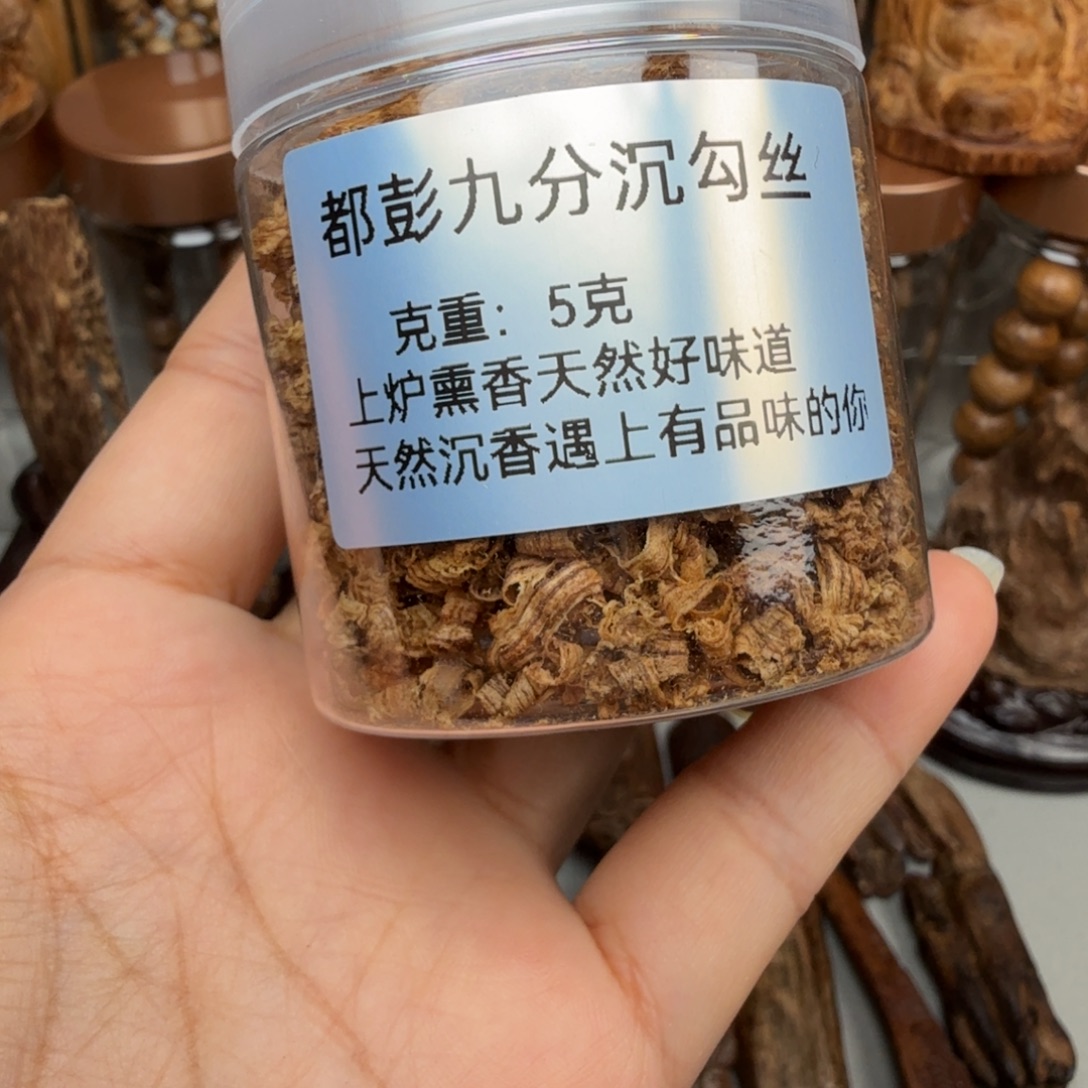 都彭九分沉勾丝
克重：5克
上炉熏香天然好味道
天然沉香遇上有品味的你